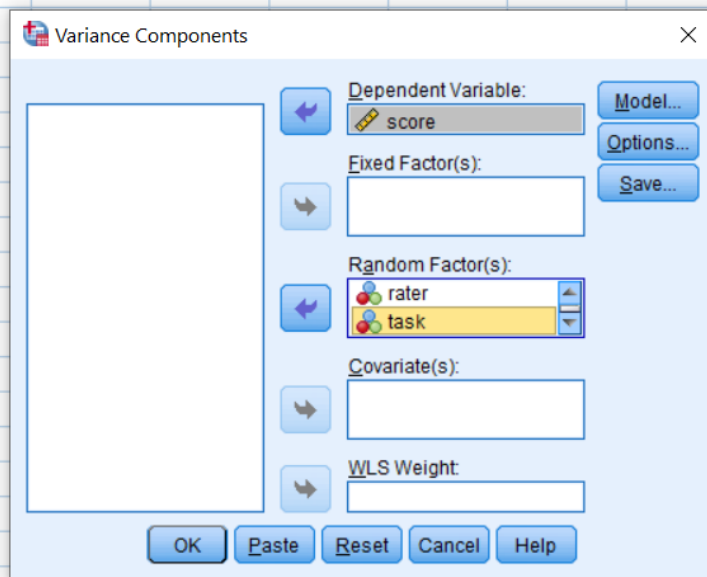 Variance Components
Dependent Variable:
score
Model...
Options...
Save...
Fixed Factor(s):
Random Factor(s):
rater
task
Covariate(s):
WLS Weight:
OK Paste Reset Cancel Help